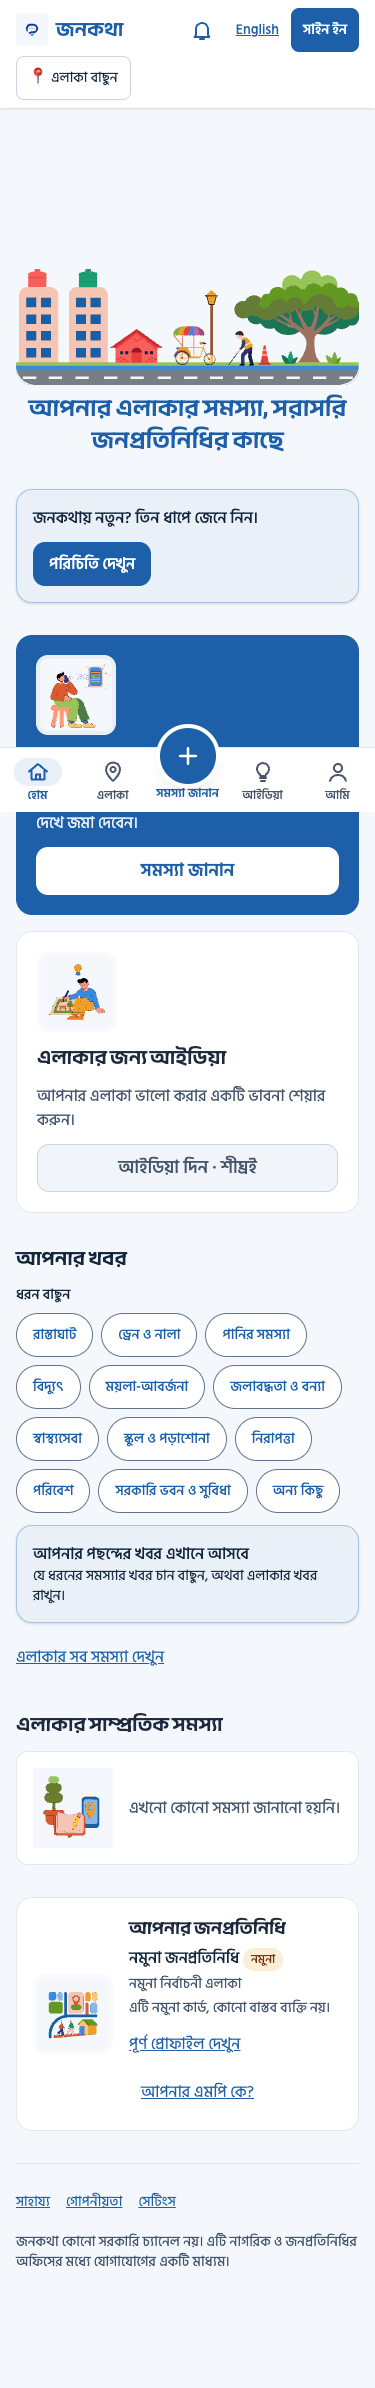 জনকথা
English
সাইন ইন
এলাকা বাছুন
আপনার এলাকার সমস্যা, সরাসরি
জনপ্রতিনিধির কাছে
জনকথায় নতুন? তিন ধাপে জেনে নিন।
পরিচিতি দেখুন
হোম
এলাকা
সমস্যা জানান
আইডিয়া
আমি
দেখে জমা দেবেন।
সমস্যা জানান
এলাকার জন্য আইডিয়া
আপনার এলাকা ভালো করার একটি ভাবনা শেয়ার
করুন।
আইডিয়া দিন · শীঘ্রই
আপনার খবর
ধরন বাছুন
রাস্তাঘাট
ড্রেন ও নালা
পানির সমস্যা
বিদ্যুৎ
ময়লা-আবর্জনা
জলাবদ্ধতা ও বন্যা
স্বাস্থ্যসেবা
স্কুল ও পড়াশোনা
নিরাপত্তা
পরিবেশ
সরকারি ভবন ও সুবিধা
অন্য কিছু
আপনার পছন্দের খবর এখানে আসবে
যে ধরনের সমস্যার খবর চান বাছুন, অথবা এলাকার খবর
রাখুন।
এলাকার সব সমস্যা দেখুন
এলাকার সাম্প্রতিক সমস্যা
এখনো কোনো সমস্যা জানানো হয়নি।
আপনার জনপ্রতিনিধি
নমুনা জনপ্রতিনিধি নমুনা
নমুনা নির্বাচনী এলাকা
এটি নমুনা কার্ড, কোনো বাস্তব ব্যক্তি নয়।
পূর্ণ প্রোফাইল দেখুন
আপনার এমপি কে?
সাহায্য
গোপনীয়তা
সেটিংস
জনকথা কোনো সরকারি চ্যানেল নয়। এটি নাগরিক ও জনপ্রতিনিধির
অফিসের মধ্যে যোগাযোগের একটি মাধ্যম।